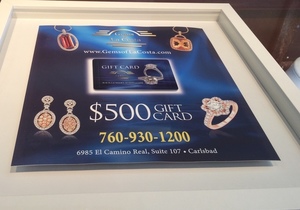 www.GemsofLaCosta.com
GIFT CARD
$500 GIFT CARD
760-930-1200
6985 El Camino Real, Suite 107 • Carlsbad